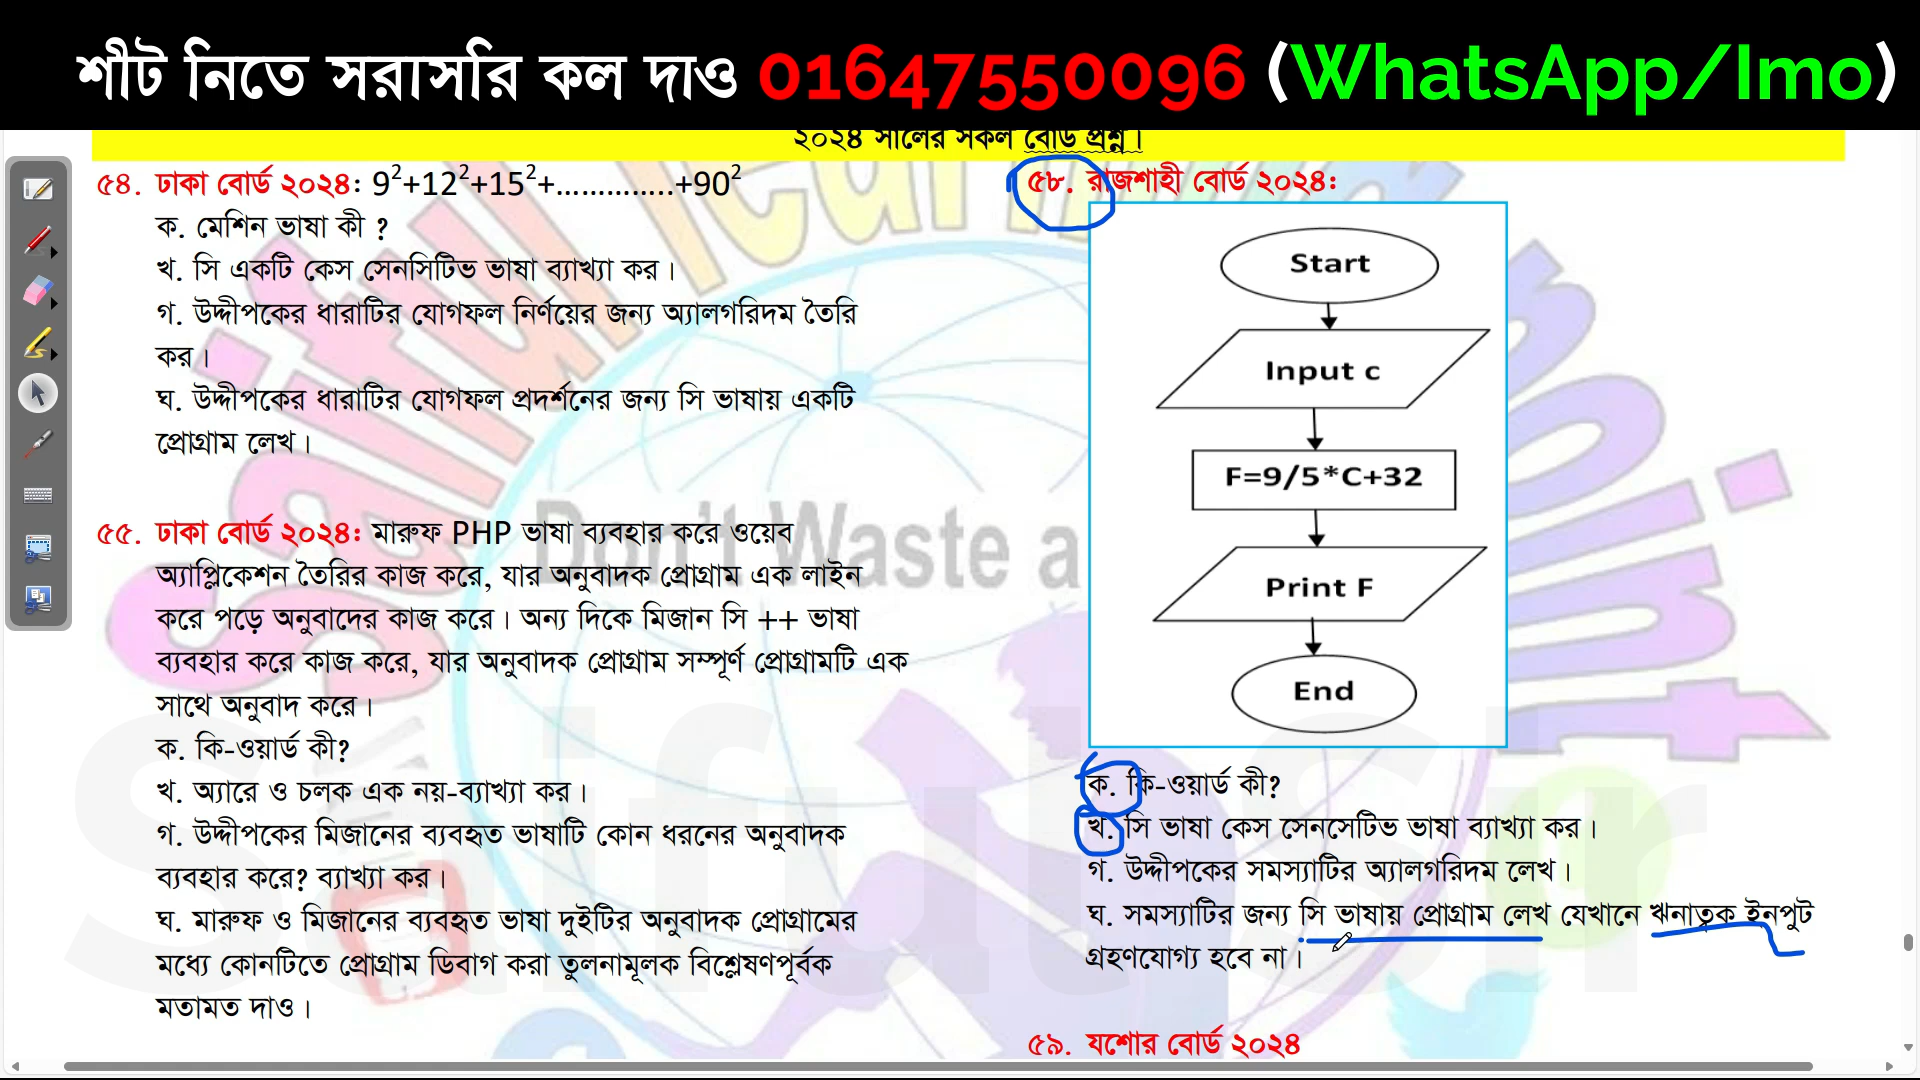 শীট নিতে সরাসরি কল দাও 01647550096 (WhatsApp/Imo)
২০২৪ সালের সকল বোর্ড প্রশ্ন।
৫৪. ঢাকা বোর্ড ২০২৪: 9²+12²+15²+..............+90²
ক. মেশিন ভাষা কী ?
খ. সি একটি কেস সেনসিটিভ ভাষা ব্যাখ্যা কর।
গ. উদ্দীপকের ধারাটির যোগফল নির্ণয়ের জন্য অ্যালগরিদম তৈরি
কর।
ঘ. উদ্দীপকের ধারাটির যোগফল প্রদর্শনের জন্য সি ভাষায় একটি
প্রোগ্রাম লেখ।
৫৫. ঢাকা বোর্ড ২০২৪: মারুফ PHP ভাষা ব্যবহার করে ওয়েব
অ্যাপ্লিকেশন তৈরির কাজ করে, যার অনুবাদক প্রোগ্রাম এক লাইন
করে পড়ে অনুবাদের কাজ করে। অন্য দিকে মিজান সি ++ ভাষা
ব্যবহার করে কাজ করে, যার অনুবাদক প্রোগ্রাম সম্পূর্ণ প্রোগ্রামটি এক
সাথে অনুবাদ করে।
ক. কি-ওয়ার্ড কী?
খ. অ্যারে ও চলক এক নয়-ব্যাখ্যা কর।
গ. উদ্দীপকের মিজানের ব্যবহৃত ভাষাটি কোন ধরনের অনুবাদক
ব্যবহার করে? ব্যাখ্যা কর।
ঘ. মারুফ ও মিজানের ব্যবহৃত ভাষা দুইটির অনুবাদক প্রোগ্রামের
মধ্যে কোনটিতে প্রোগ্রাম ডিবাগ করা তুলনামূলক বিশ্লেষণপূর্বক
মতামত দাও।
৫৮. রাজশাহী বোর্ড ২০২৪:
Start
Input c
F=9/5*C+32
Print F
End
ক. কি-ওয়ার্ড কী?
খ. সি ভাষা কেস সেনসেটিভ ভাষা ব্যাখ্যা কর।
গ. উদ্দীপকের সমস্যাটির অ্যালগরিদম লেখ।
ঘ. সমস্যাটির জন্য সি ভাষায় প্রোগ্রাম লেখ যেখানে ঋনাত্নক ইনপুট
গ্রহণযোগ্য হবে না।
৫৯. যশোর বোর্ড ২০২৪
Don't Waste a
Saiful Sir